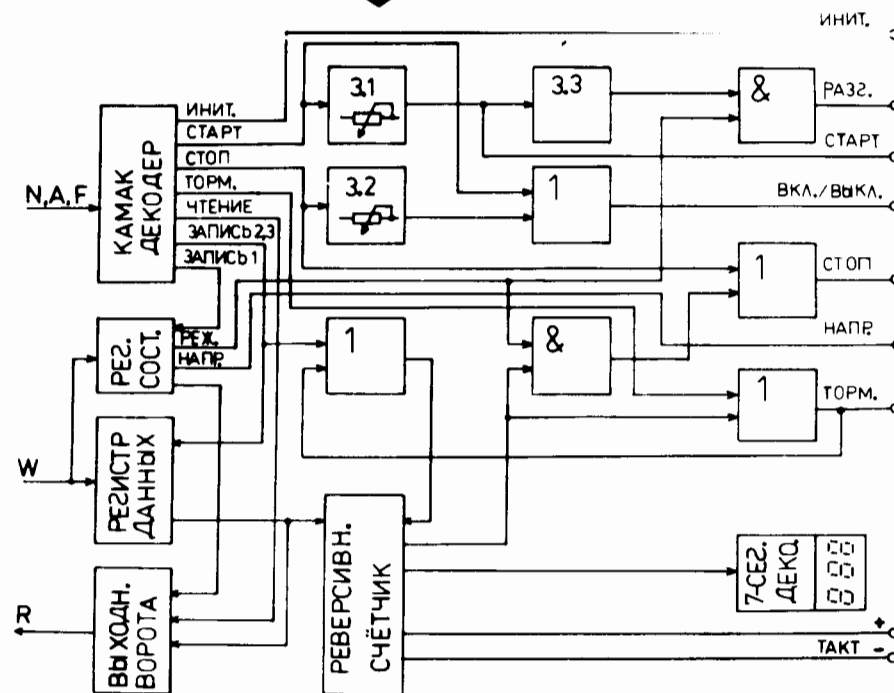 ИНИТ.
3.1
3.3
&
РАЗГ.
ИНИТ.
СТАРТ
СТАРТ
КАМАК
ДЕКОДЕР
СТОП
N,A,F
ТОРМ.
3.2
1
ВКЛ./ВЫКЛ.
ЧТЕНИЕ
ЗАПИСЬ 2,3
ЗАПИСЬ 1
1
СТОП
РЕГ.
СОСТ.
РЕЖ.
НАПР.
1
&
НАПР.
1
ТОРМ.
W
РЕГИСТР
ДАННЫХ
РЕВЕРСИВН.
СЧЁТЧИК
7-СЕГ.
ДЕКО.
R
ВЫХОДН.
ВОРОТА
+
ТАКТ -